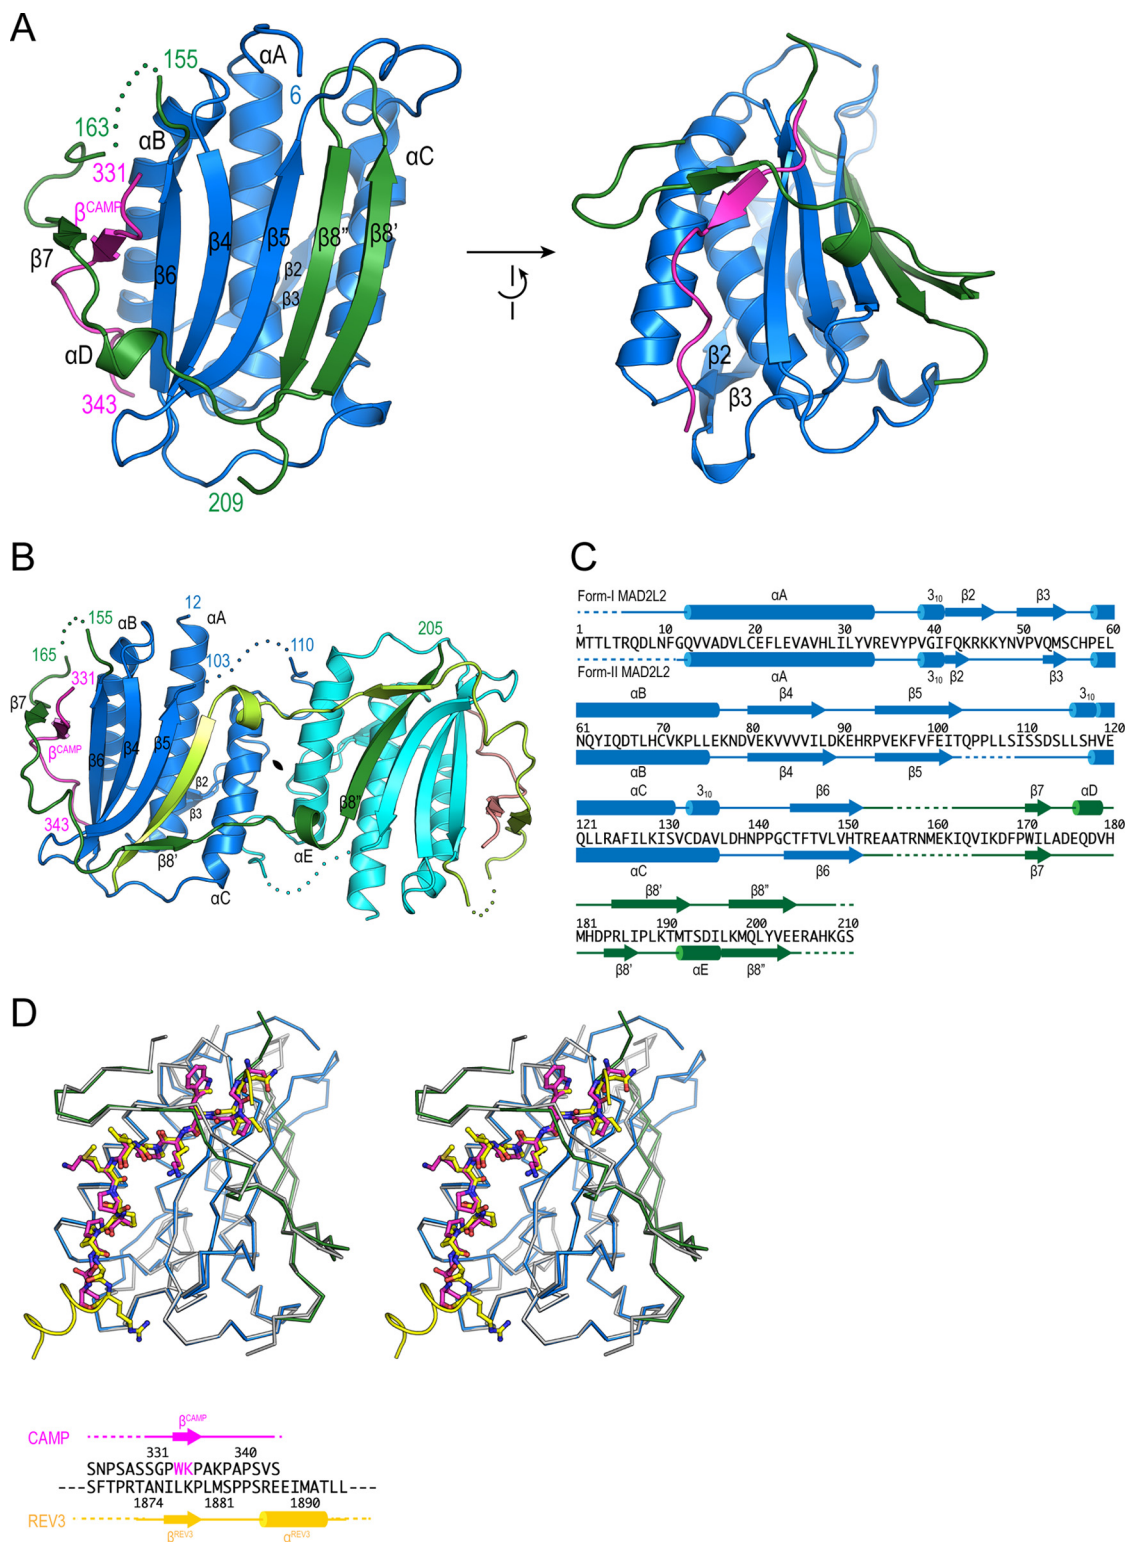 A
155
αA
6
163
αB
αC
331
β^CAMP
β7
β6
β4
β5
β8”
β8’
β2
β3
αD
343
209
β2
β3
B
155
αB
12
αA
165
331
103
110
205
β7
β^CAMP
β6
β4
β5
β2
β3
β8”
343
β8’
αE
αC
C
Form-I MAD2L2
αA
3₁₀
β2
β3
1 10 20 30 40 50 60
MTTLTRQDLNFGQVVADVLCEFLEVAVHLILYVREVYPVGIFQKRKKYNVPVQMSCHPEL
Form-II MAD2L2
αA
3₁₀
β2
β3
αB
β4
β5
3₁₀
61 70 80 90 100 110 120
NQYIQDTLHCVKPLLEKNDVEKVVVVILDKEHRPVEKFVFEITQPPLLSISSDSLLSHVE
αB
β4
β5
αC
3₁₀
β6
β7
αD
121 130 140 150 160 170 180
QLLRAFILKISVCDAVLDHNPPGCTFTVLVHTREAATRNMEKIQVIKDFPWILADEQDVH
αC
β6
β7
β8’
β8”
181 190 200 210
MHDPRLIPLKTMTSDILKMQLYVEERAHKGS
β8’
αE
β8”
D
β^CAMP
CAMP
331 340
SNPSASSGPWKPAKPAPSVS
---SFTPRTANILKPLMSPPSREEIMATLL---
1874 1881 1890
REV3
β^REV3
α^REV3